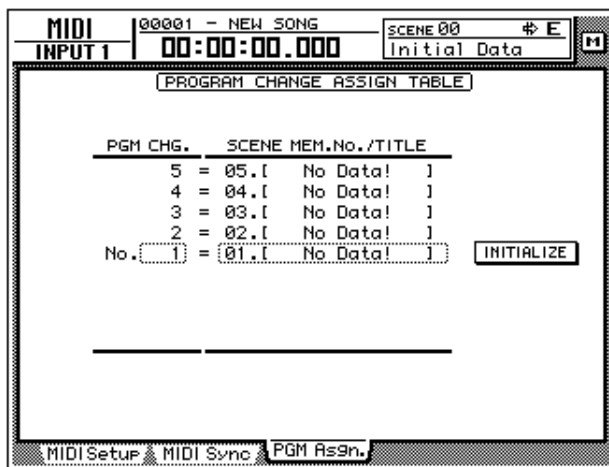 MIDI
INPUT 1
00001 - NEW SONG
00:00:00.000
SCENE 00 E
Initial Data
M
PROGRAM CHANGE ASSIGN TABLE
PGM CHG. SCENE MEM.No./TITLE
5 = 05.[ No Data! ]
4 = 04.[ No Data! ]
3 = 03.[ No Data! ]
2 = 02.[ No Data! ]
No. 1 = 01.[ No Data! ]
INITIALIZE
MIDI Setup MIDI Sync PGM Asgn.